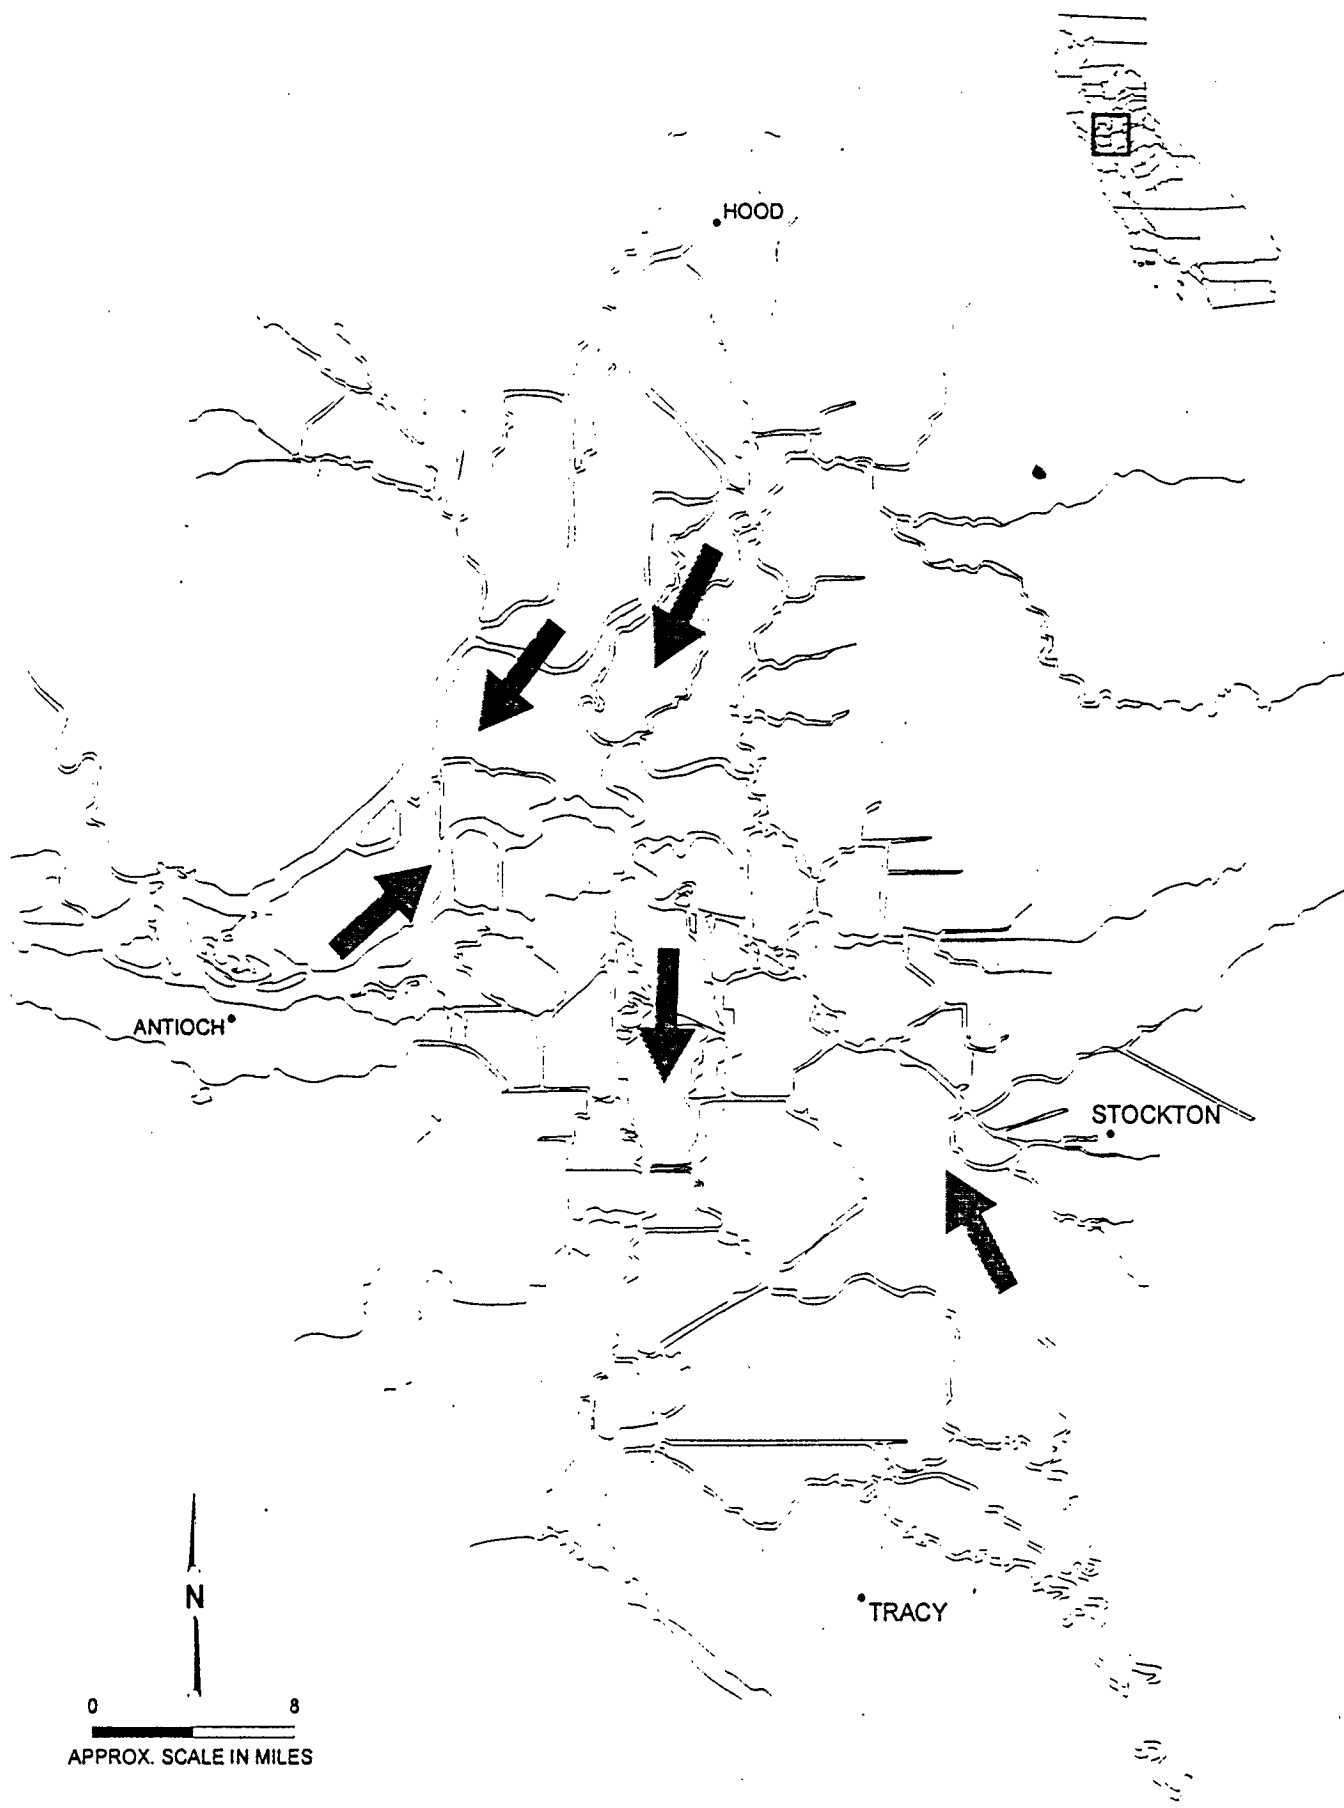 HOOD
ANTIOCH
STOCKTON
TRACY
N
0 8
APPROX. SCALE IN MILES